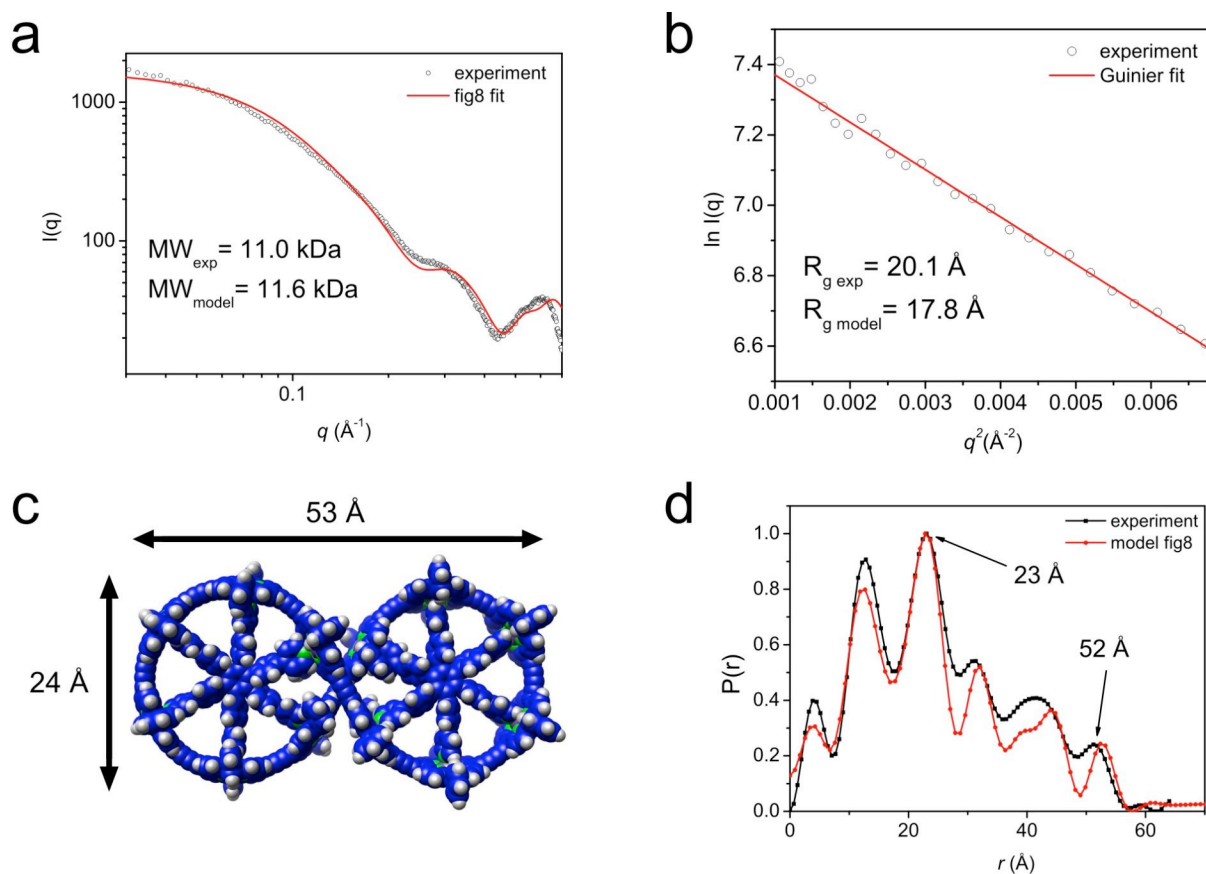 a
experiment
fig8 fit
1000
100
I(q)
MWexp= 11.0 kDa
MWmodel= 11.6 kDa
0.1
q (Å-1)
b
experiment
Guinier fit
7.4
7.2
7.0
6.8
6.6
ln I(q)
Rg exp= 20.1 Å
Rg model= 17.8 Å
0.001 0.002 0.003 0.004 0.005 0.006
q2(Å-2)
c
53 Å
24 Å
d
experiment
model fig8
1.0
0.8
0.6
0.4
0.2
0.0
P(r)
23 Å
52 Å
0 20 40 60
r (Å)